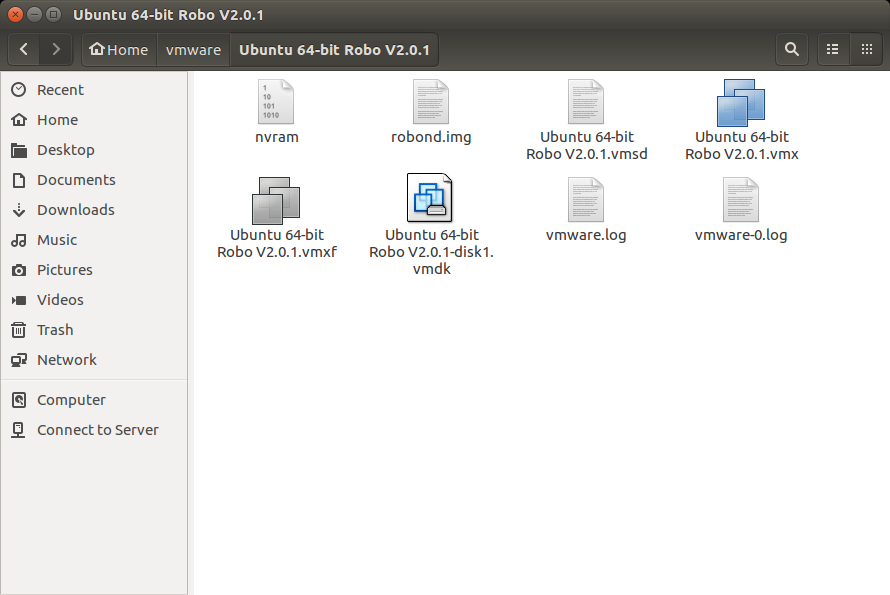 Ubuntu 64-bit Robo V2.0.1
Home
vmware
Ubuntu 64-bit Robo V2.0.1
Recent
Home
Desktop
Documents
Downloads
Music
Pictures
Videos
Trash
Network
Computer
Connect to Server
1
10
101
1010
nvram
robond.img
Ubuntu 64-bit
Robo V2.0.1.vmsd
Ubuntu 64-bit
Robo V2.0.1.vmx
Ubuntu 64-bit
Robo V2.0.1.vmxf
Ubuntu 64-bit
Robo V2.0.1-disk1.
vmdk
vmware.log
vmware-0.log